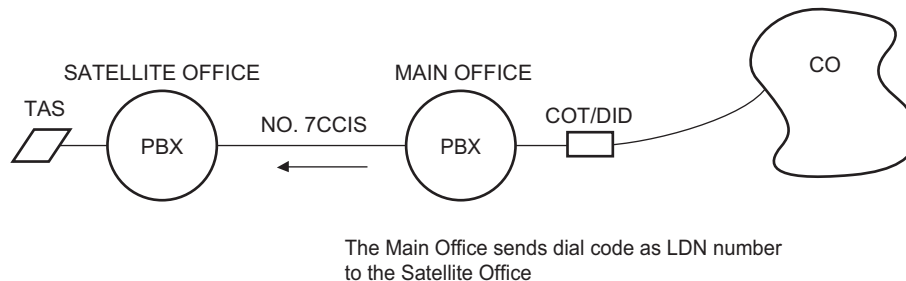 CO
SATELLITE OFFICE
MAIN OFFICE
TAS
COT/DID
NO. 7CCIS
PBX
PBX
The Main Office sends dial code as LDN number
to the Satellite Office